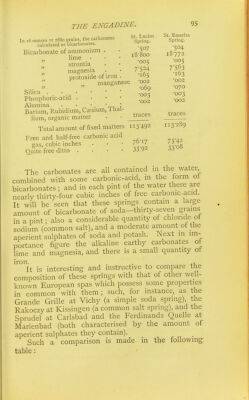 THE ENGADINE. 95
In 16 ounces or 7680 grains, the carbonates calculated as bicarbonates. St. Lucius Spring. St. Emerita Spring.
Bicarbonate of ammonium . . ·507 ·504
„ lime . . . 18·800 18·772
„ strontia . . ·005 ·005
„ magnesia . . 7·524 7·563
„ protoxide of iron . ·165 ·163
„ „ manganese ·002 ·002
Silica . . . . ·069 ·070
Phosphoric acid . . . ·005 ·003
Alumina . . . ·002 ·002
Barium, Rubidium, Cæsium, Thallium, organic matter traces traces
Total amount of fixed matters 113·492 113·289
Free and half-free carbonic acid gas, cubic inches . . 76·17 75·42
Quite free ditto . . . 33·92 33·08
The carbonates are all contained in the water,
combined with some carbonic-acid, in the form of
bicarbonates; and in each pint of the water there are
nearly thirty-four cubic inches of free carbonic-acid.
It will be seen that these springs contain a large
amount of bicarbonate of soda—thirty-seven grains
in a pint; also a considerable quantity of chloride of
sodium (common salt), and a moderate amount of the
aperient sulphates of soda and potash. Next in im-
portance figure the alkaline earthy carbonates of
lime and magnesia, and there is a small quantity of
iron.
It is interesting and instructive to compare the
composition of these springs with that of other well-
known European spas which possess some properties
in common with them; such, for instance, as the
Grande Grille at Vichy (a simple soda spring), the
Rakoczy at Kissingen (a common salt spring), and the
Sprudel at Carlsbad and the Ferdinands Quelle at
Marienbad (both characterised by the amount of
aperient sulphates they contain).
Such a comparison is made in the following
table: